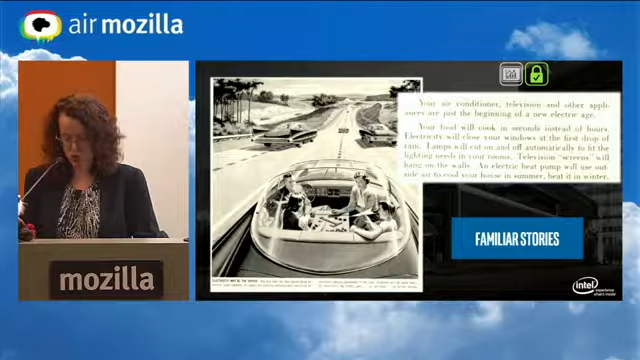 air mozilla
Your air conditioner, television and other appli-
ances are just the beginning of a new electric age.
Your food will cook in seconds instead of hours.
Electricity will close your windows at the first drop of
rain. Lamps will cut on and off automatically to fit the
lighting needs in your rooms. Television "screens" will
hang on the walls. An electric heat pump will use out-
side air to cool your house in summer, heat it in winter.
FAMILIAR STORIES
mozilla
intel